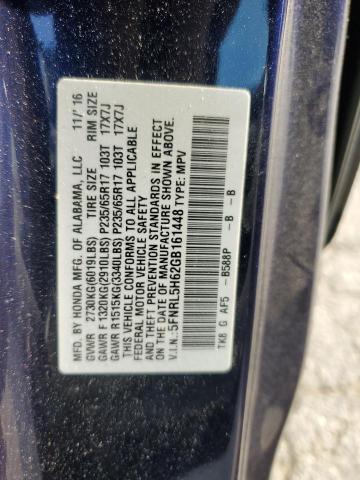 MFD. BY HONDA MFG. OF ALABAMA, LLC 11/'16
GVWR 2730KG(6019LBS) TIRE SIZE RIM SIZE
GAWR F 1320KG(2910LBS) P235/65R17 103T 17X7J
GAWR R1515KG(3340LBS) P235/65R17 103T 17X7J
THIS VEHICLE CONFORMS TO ALL APPLICABLE
FEDERAL MOTOR VEHICLE SAFETY
AND THEFT PREVENTION STANDARDS IN EFFECT
ON THE DATE OF MANUFACTURE SHOWN ABOVE.
V.I.N.: 5FNRL5H62GB161448 TYPE: MPV
TK8 G AF5 -B588P -B -B